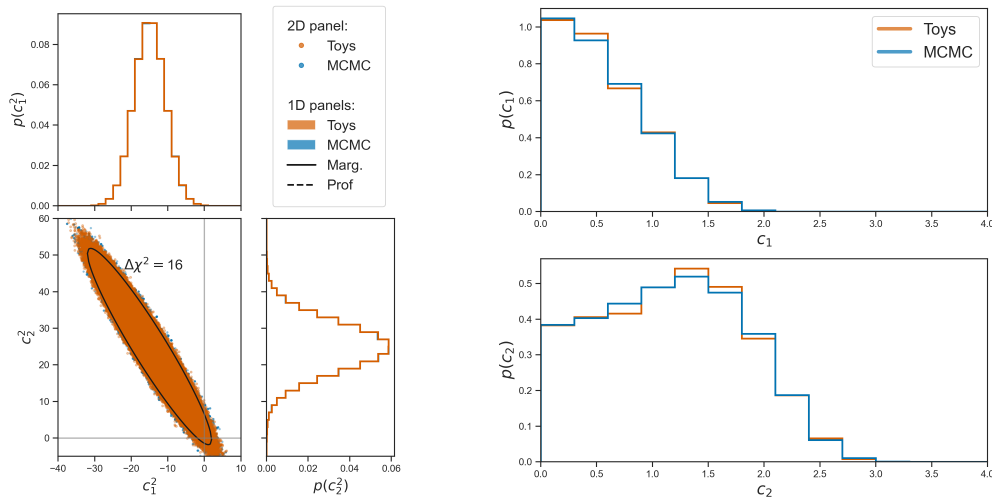 0.08
0.06
0.04
0.02
0.00
p(c₁²)
2D panel:
Toys
MCMC
1D panels:
Toys
MCMC
Marg.
Prof
60
50
40
30
20
10
0
c₂²
Δχ² = 16
−40 −30 −20 −10 0 10
c₁²
0.00 0.02 0.04 0.06
p(c₂²)
1.0
0.8
0.6
0.4
0.2
0.0
p(c₁)
Toys
MCMC
0.0 0.5 1.0 1.5 2.0 2.5 3.0 3.5 4.0
c₁
0.5
0.4
0.3
0.2
0.1
0.0
p(c₂)
0.0 0.5 1.0 1.5 2.0 2.5 3.0 3.5 4.0
c₂